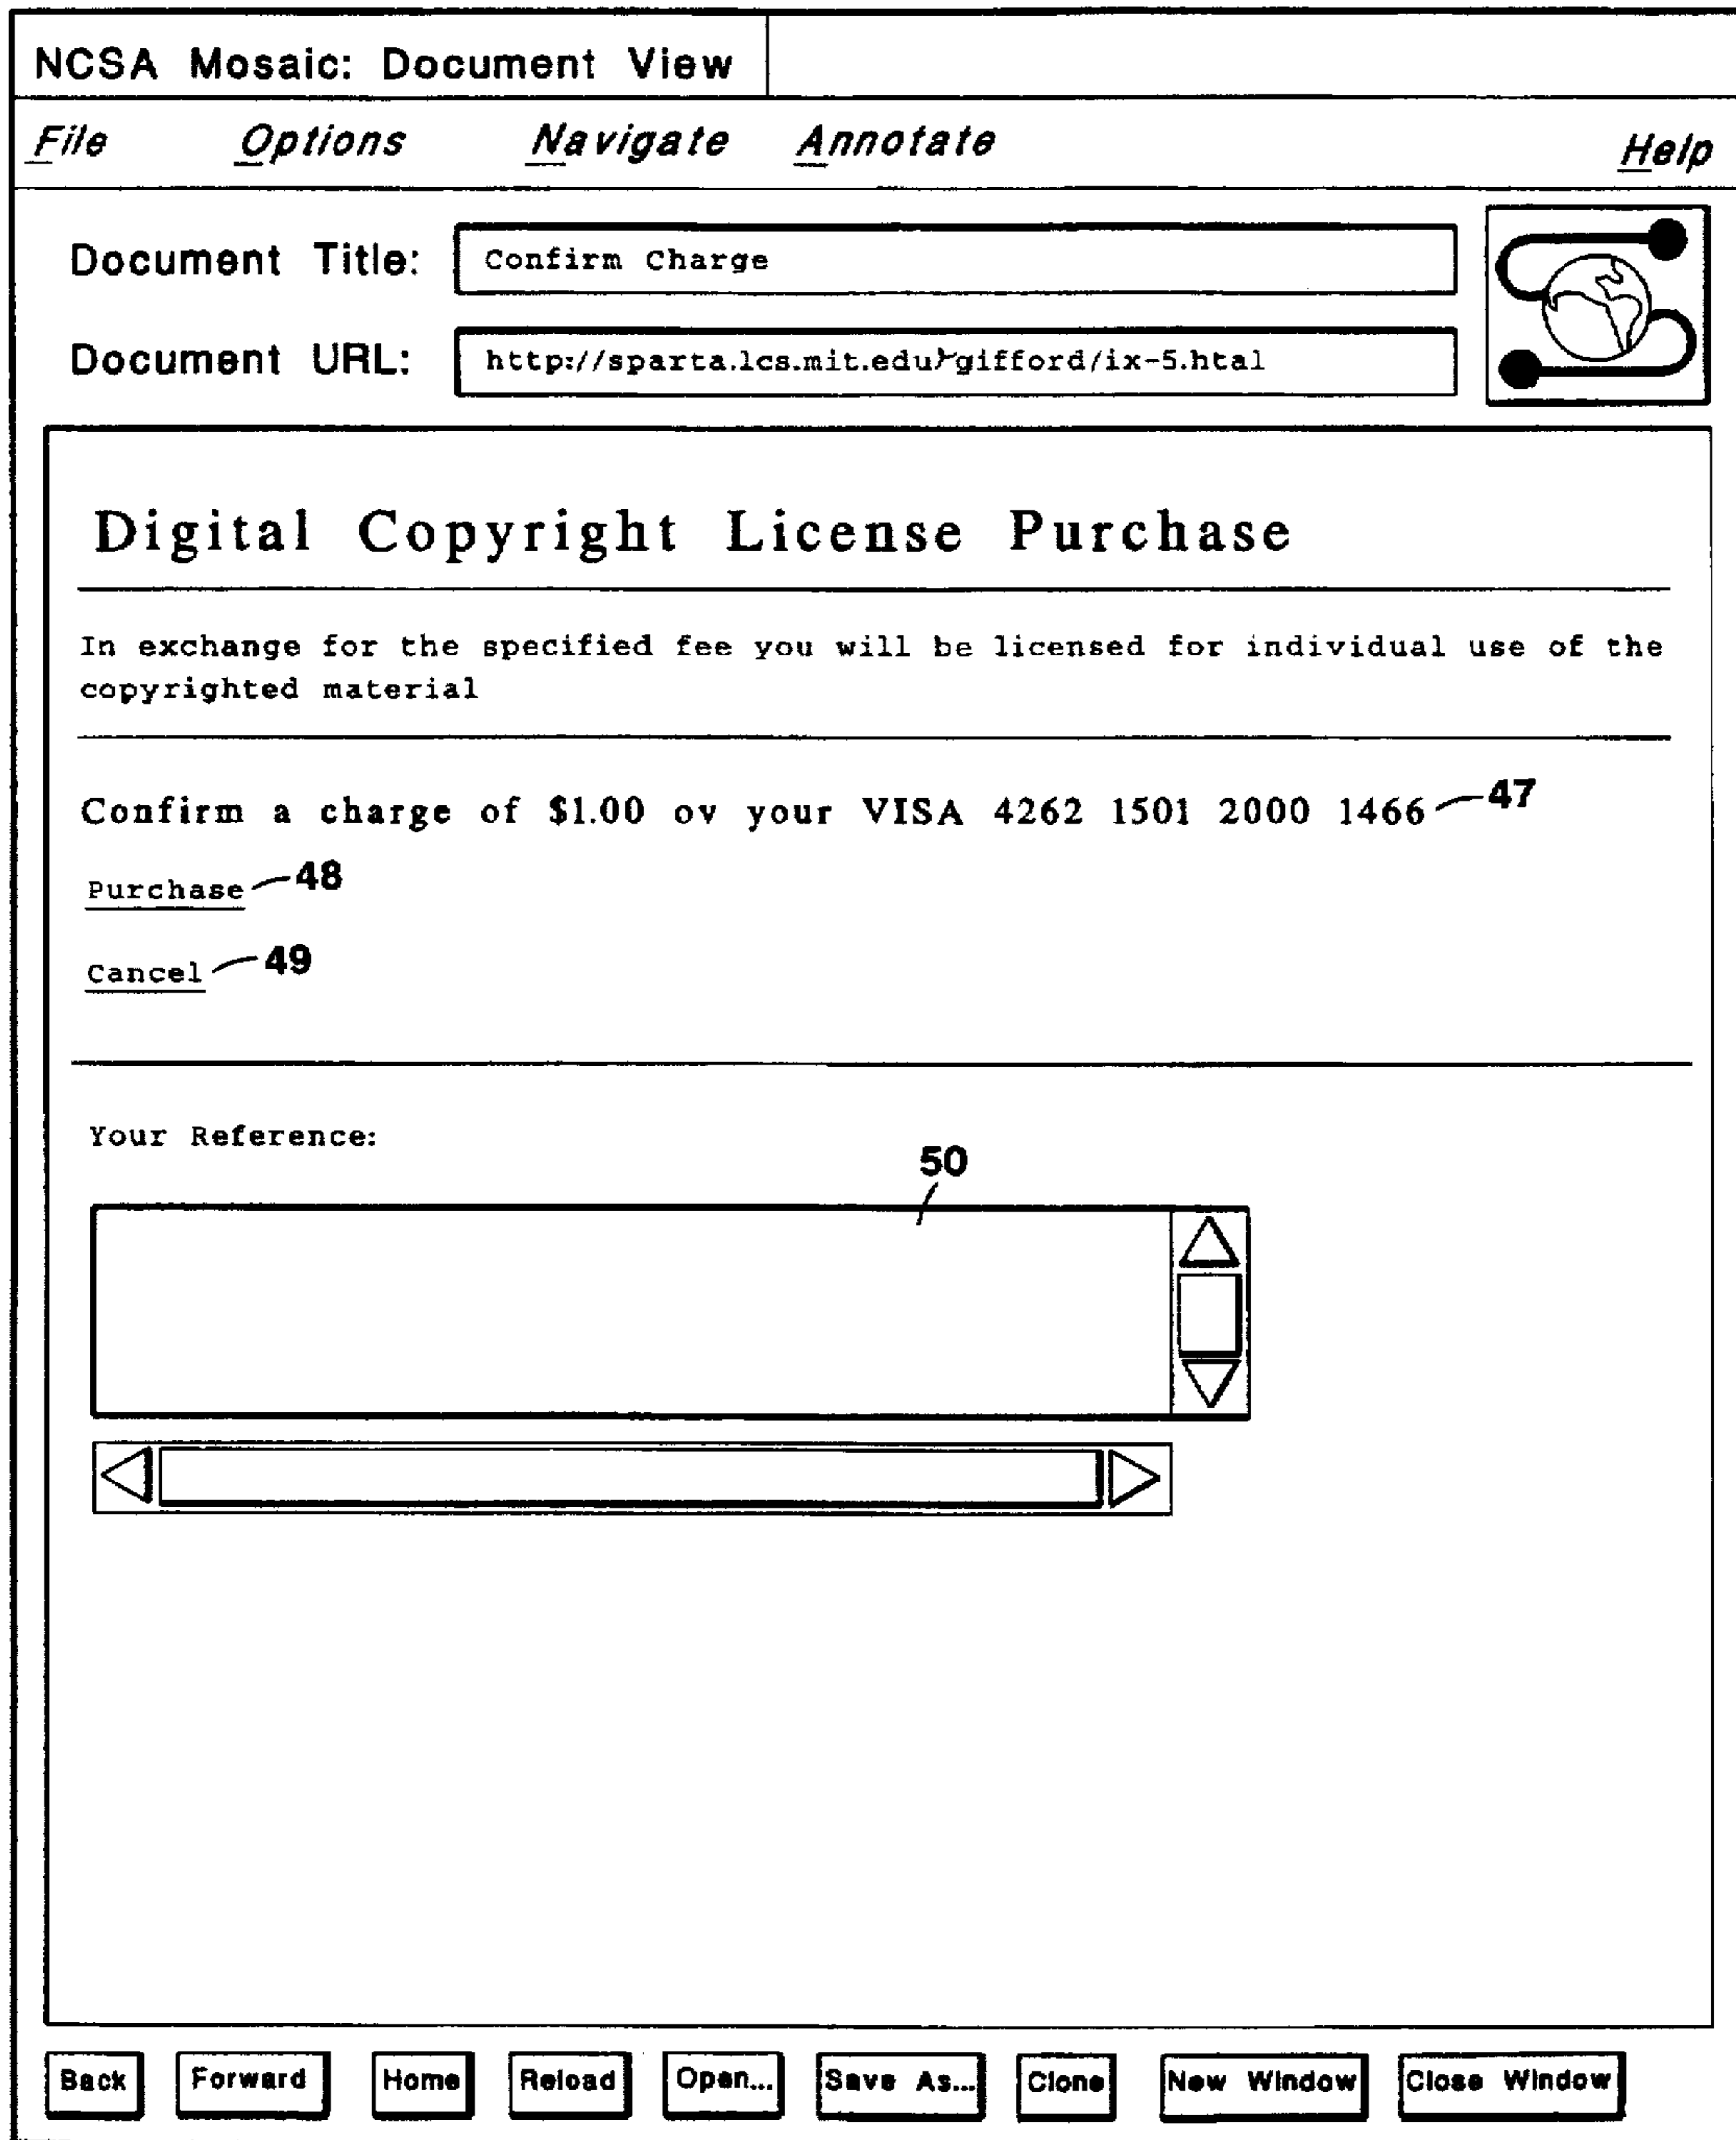 NCSA Mosaic: Document View
File Options Navigate Annotate Help
Document Title: Confirm Charge
Document URL: http://sparta.lcs.mit.edu/~gifford/ix-5.htal
Digital Copyright License Purchase
In exchange for the specified fee you will be licensed for individual use of the
copyrighted material
Confirm a charge of $1.00 ov your VISA 4262 1501 2000 1466 47
Purchase 48
Cancel 49
Your Reference:
50
Back Forward Home Reload Open... Save As... Clone New Window Close Window